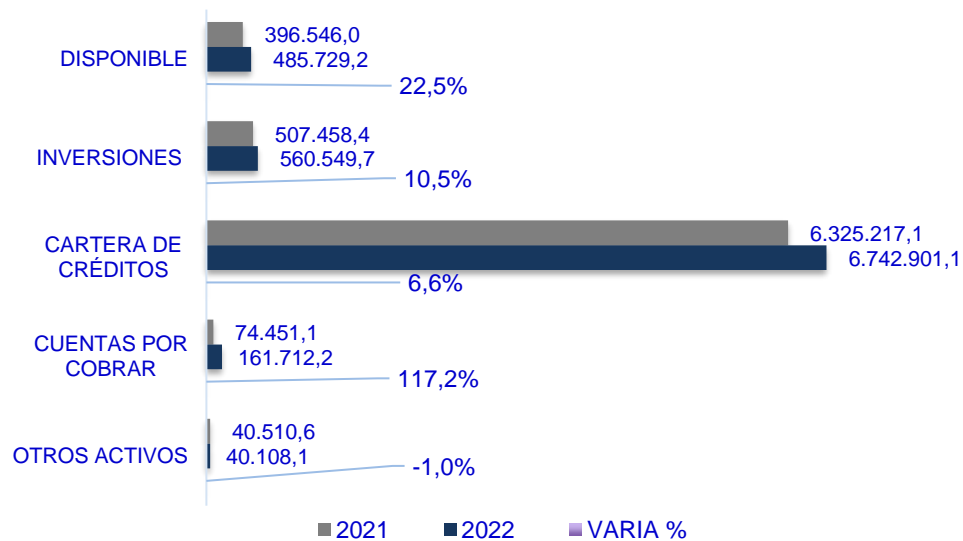 DISPONIBLE
396.546,0
485.729,2
22,5%
INVERSIONES
507.458,4
560.549,7
10,5%
CARTERA DE
CRÉDITOS
6.325.217,1
6.742.901,1
6,6%
CUENTAS POR
COBRAR
74.451,1
161.712,2
117,2%
OTROS ACTIVOS
40.510,6
40.108,1
-1,0%
2021 2022 VARIA %